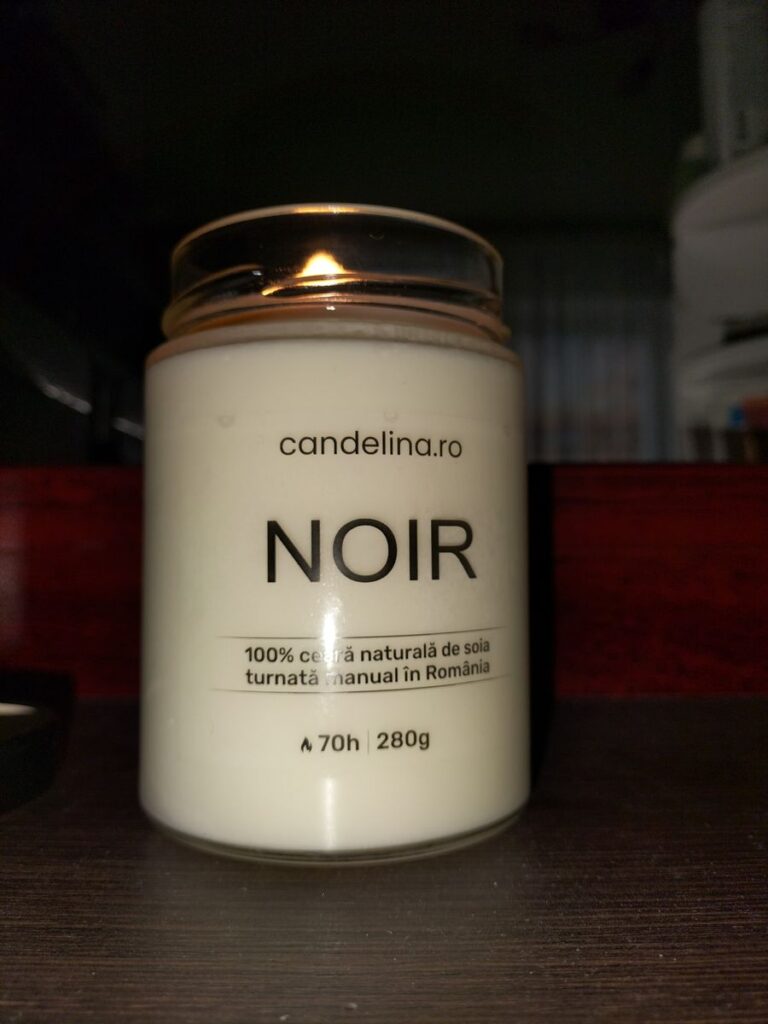 candelina.ro
NOIR
100% ceară naturală de soia
turnată manual în România
70h | 280g